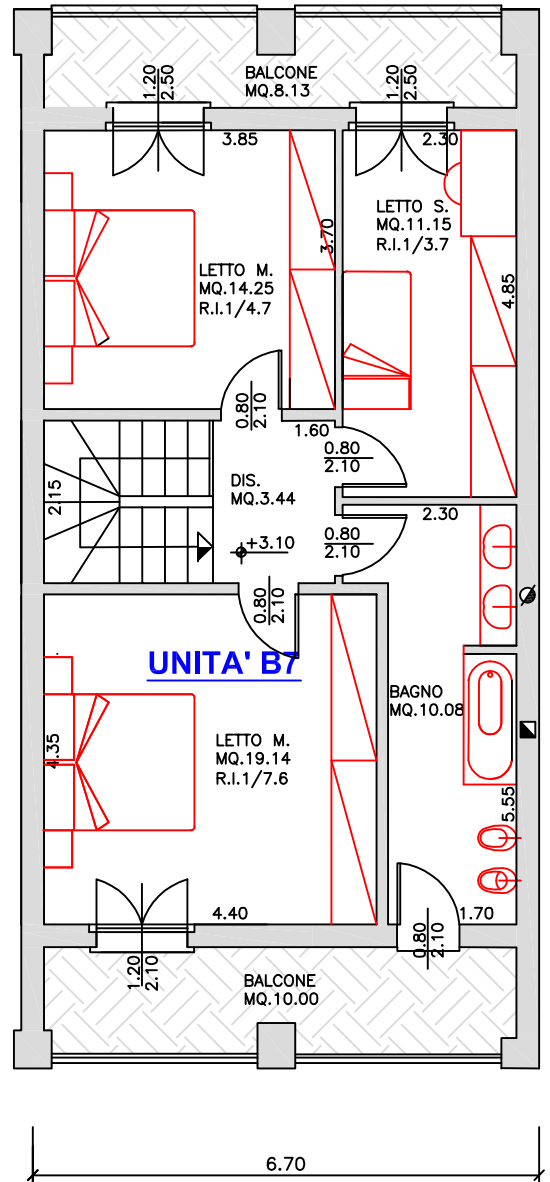 1.20
2.50
BALCONE
MQ.8.13
1.20
2.50
3.85
2.30
LETTO M.
MQ.14.25
R.I.1/4.7
3.70
LETTO S.
MQ.11.15
R.I.1/3.7
4.85
0.80
2.10
1.60
0.80
2.10
2.15
DIS.
MQ.3.44
+3.10
0.80
2.10
2.30
0.80
2.10
UNITA' B7
4.35
LETTO M.
MQ.19.14
R.I.1/7.6
BAGNO
MQ.10.08
5.55
4.40
1.70
1.20
2.10
0.80
2.10
BALCONE
MQ.10.00
6.70